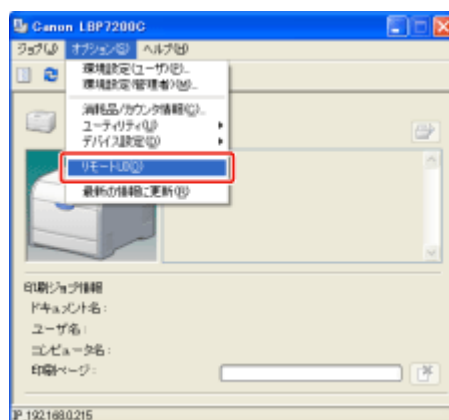 Canon LBP7200C
ジョブ(J) オプション(S) ヘルプ(H)
環境設定(ユーザ)(P)...
環境設定(管理者)(M)...
消耗品/カウンタ情報(C)...
ユーティリティ(U)
デバイス設定(D)
リモートUI(O)
最新の情報に更新(R)
印刷ジョブ情報
ドキュメント名:
ユーザ名:
コンピュータ名:
印刷ページ:
IP 192.168.0.215